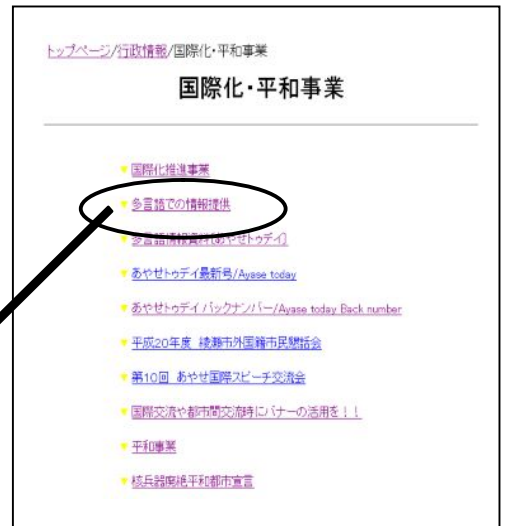 トップページ/行政情報/国際化・平和事業
国際化・平和事業
国際化推進事業
多言語での情報提供
多言語情報資料[あやせトゥデイ]
あやせトゥデイ最新号/Ayase today
あやせトゥデイ バックナンバー/Ayase today Back number
平成20年度 綾瀬市外国籍市民懇話会
第10回 あやせ国際スピーチ交流会
国際交流や都市間交流時にバナーの活用を！！
平和事業
核兵器廃絶平和都市宣言